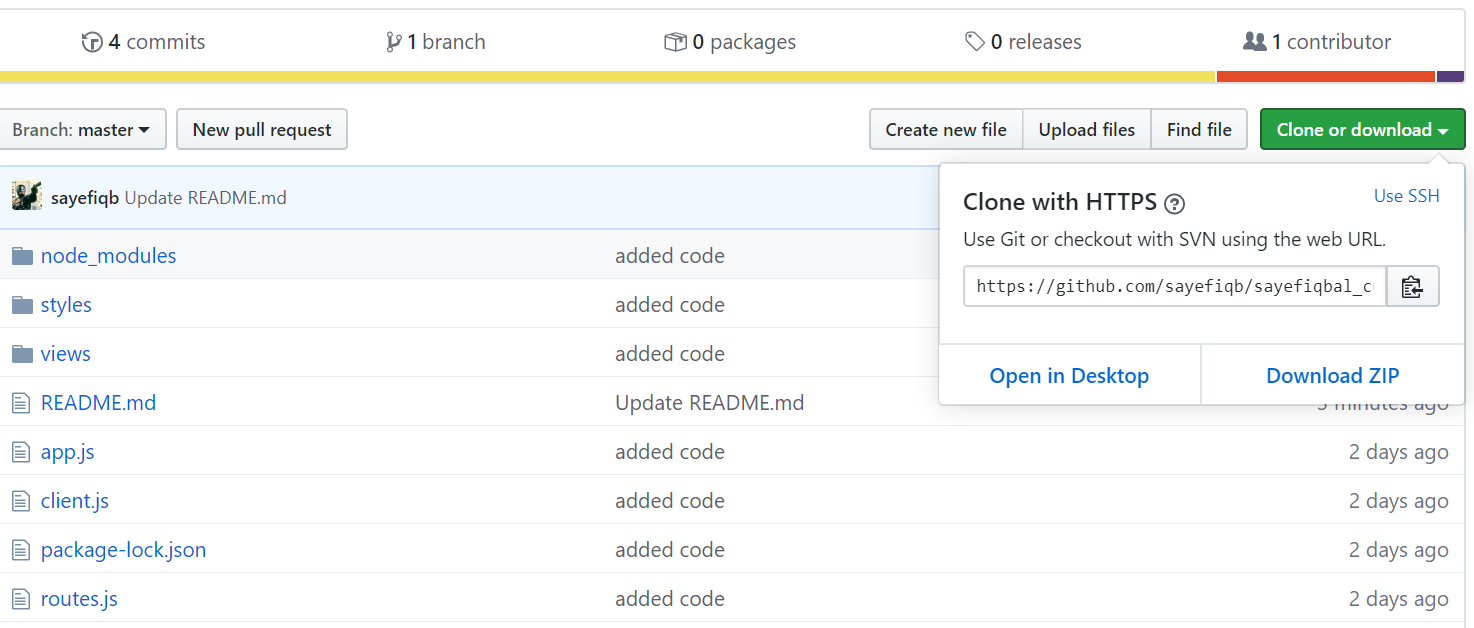 4 commits 1 branch 0 packages 0 releases 1 contributor
Branch: master New pull request Create new file Upload files Find file Clone or download
sayefiqb Update README.md
Clone with HTTPS ? Use SSH
Use Git or checkout with SVN using the web URL.
https://github.com/sayefiqb/sayefiqbal_c
Open in Desktop Download ZIP
node_modules added code
styles added code
views added code
README.md Update README.md minutes ago
app.js added code 2 days ago
client.js added code 2 days ago
package-lock.json added code 2 days ago
routes.js added code 2 days ago